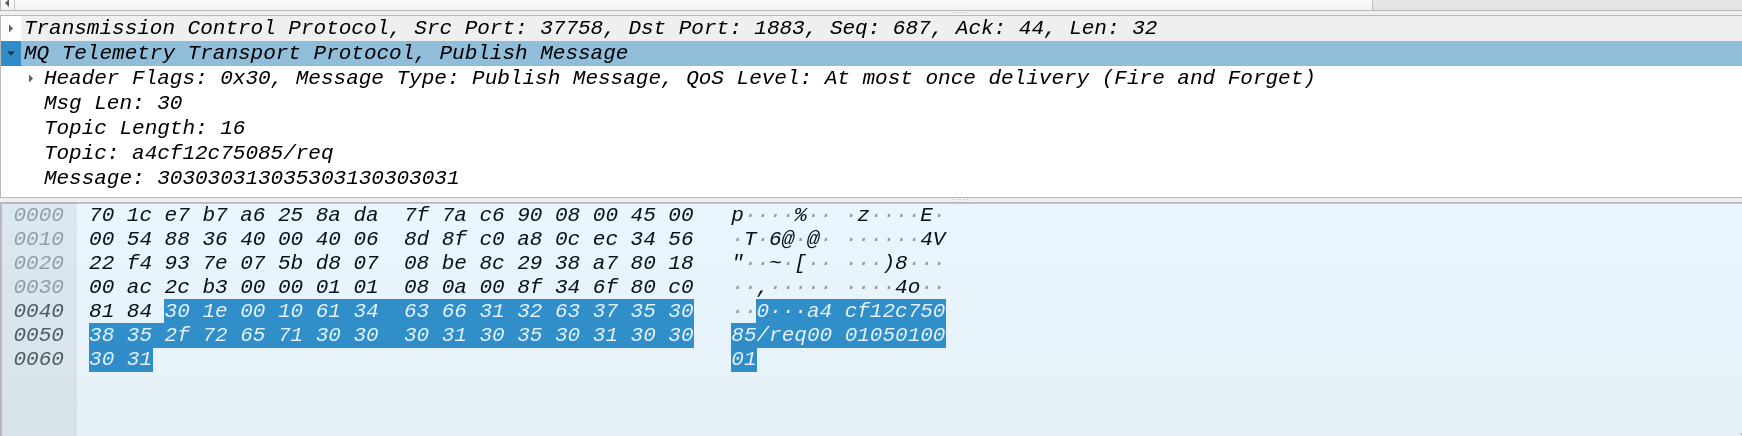 Transmission Control Protocol, Src Port: 37758, Dst Port: 1883, Seq: 687, Ack: 44, Len: 32
MQ Telemetry Transport Protocol, Publish Message
Header Flags: 0x30, Message Type: Publish Message, QoS Level: At most once delivery (Fire and Forget)
Msg Len: 30
Topic Length: 16
Topic: a4cf12c75085/req
Message: 303030313035303130303031
0000 70 1c e7 b7 a6 25 8a da 7f 7a c6 90 08 00 45 00 p····%·· ·z····E·
0010 00 54 88 36 40 00 40 06 8d 8f c0 a8 0c ec 34 56 ·T·6@·@· ······4V
0020 22 f4 93 7e 07 5b d8 07 08 be 8c 29 38 a7 80 18 "··~·[·· ···)8···
0030 00 ac 2c b3 00 00 01 01 08 0a 00 8f 34 6f 80 c0 ··,····· ····4o··
0040 81 84 30 1e 00 10 61 34 63 66 31 32 63 37 35 30 ··0···a4 cf12c750
0050 38 35 2f 72 65 71 30 30 30 31 30 35 30 31 30 30 85/req00 01050100
0060 30 31 01